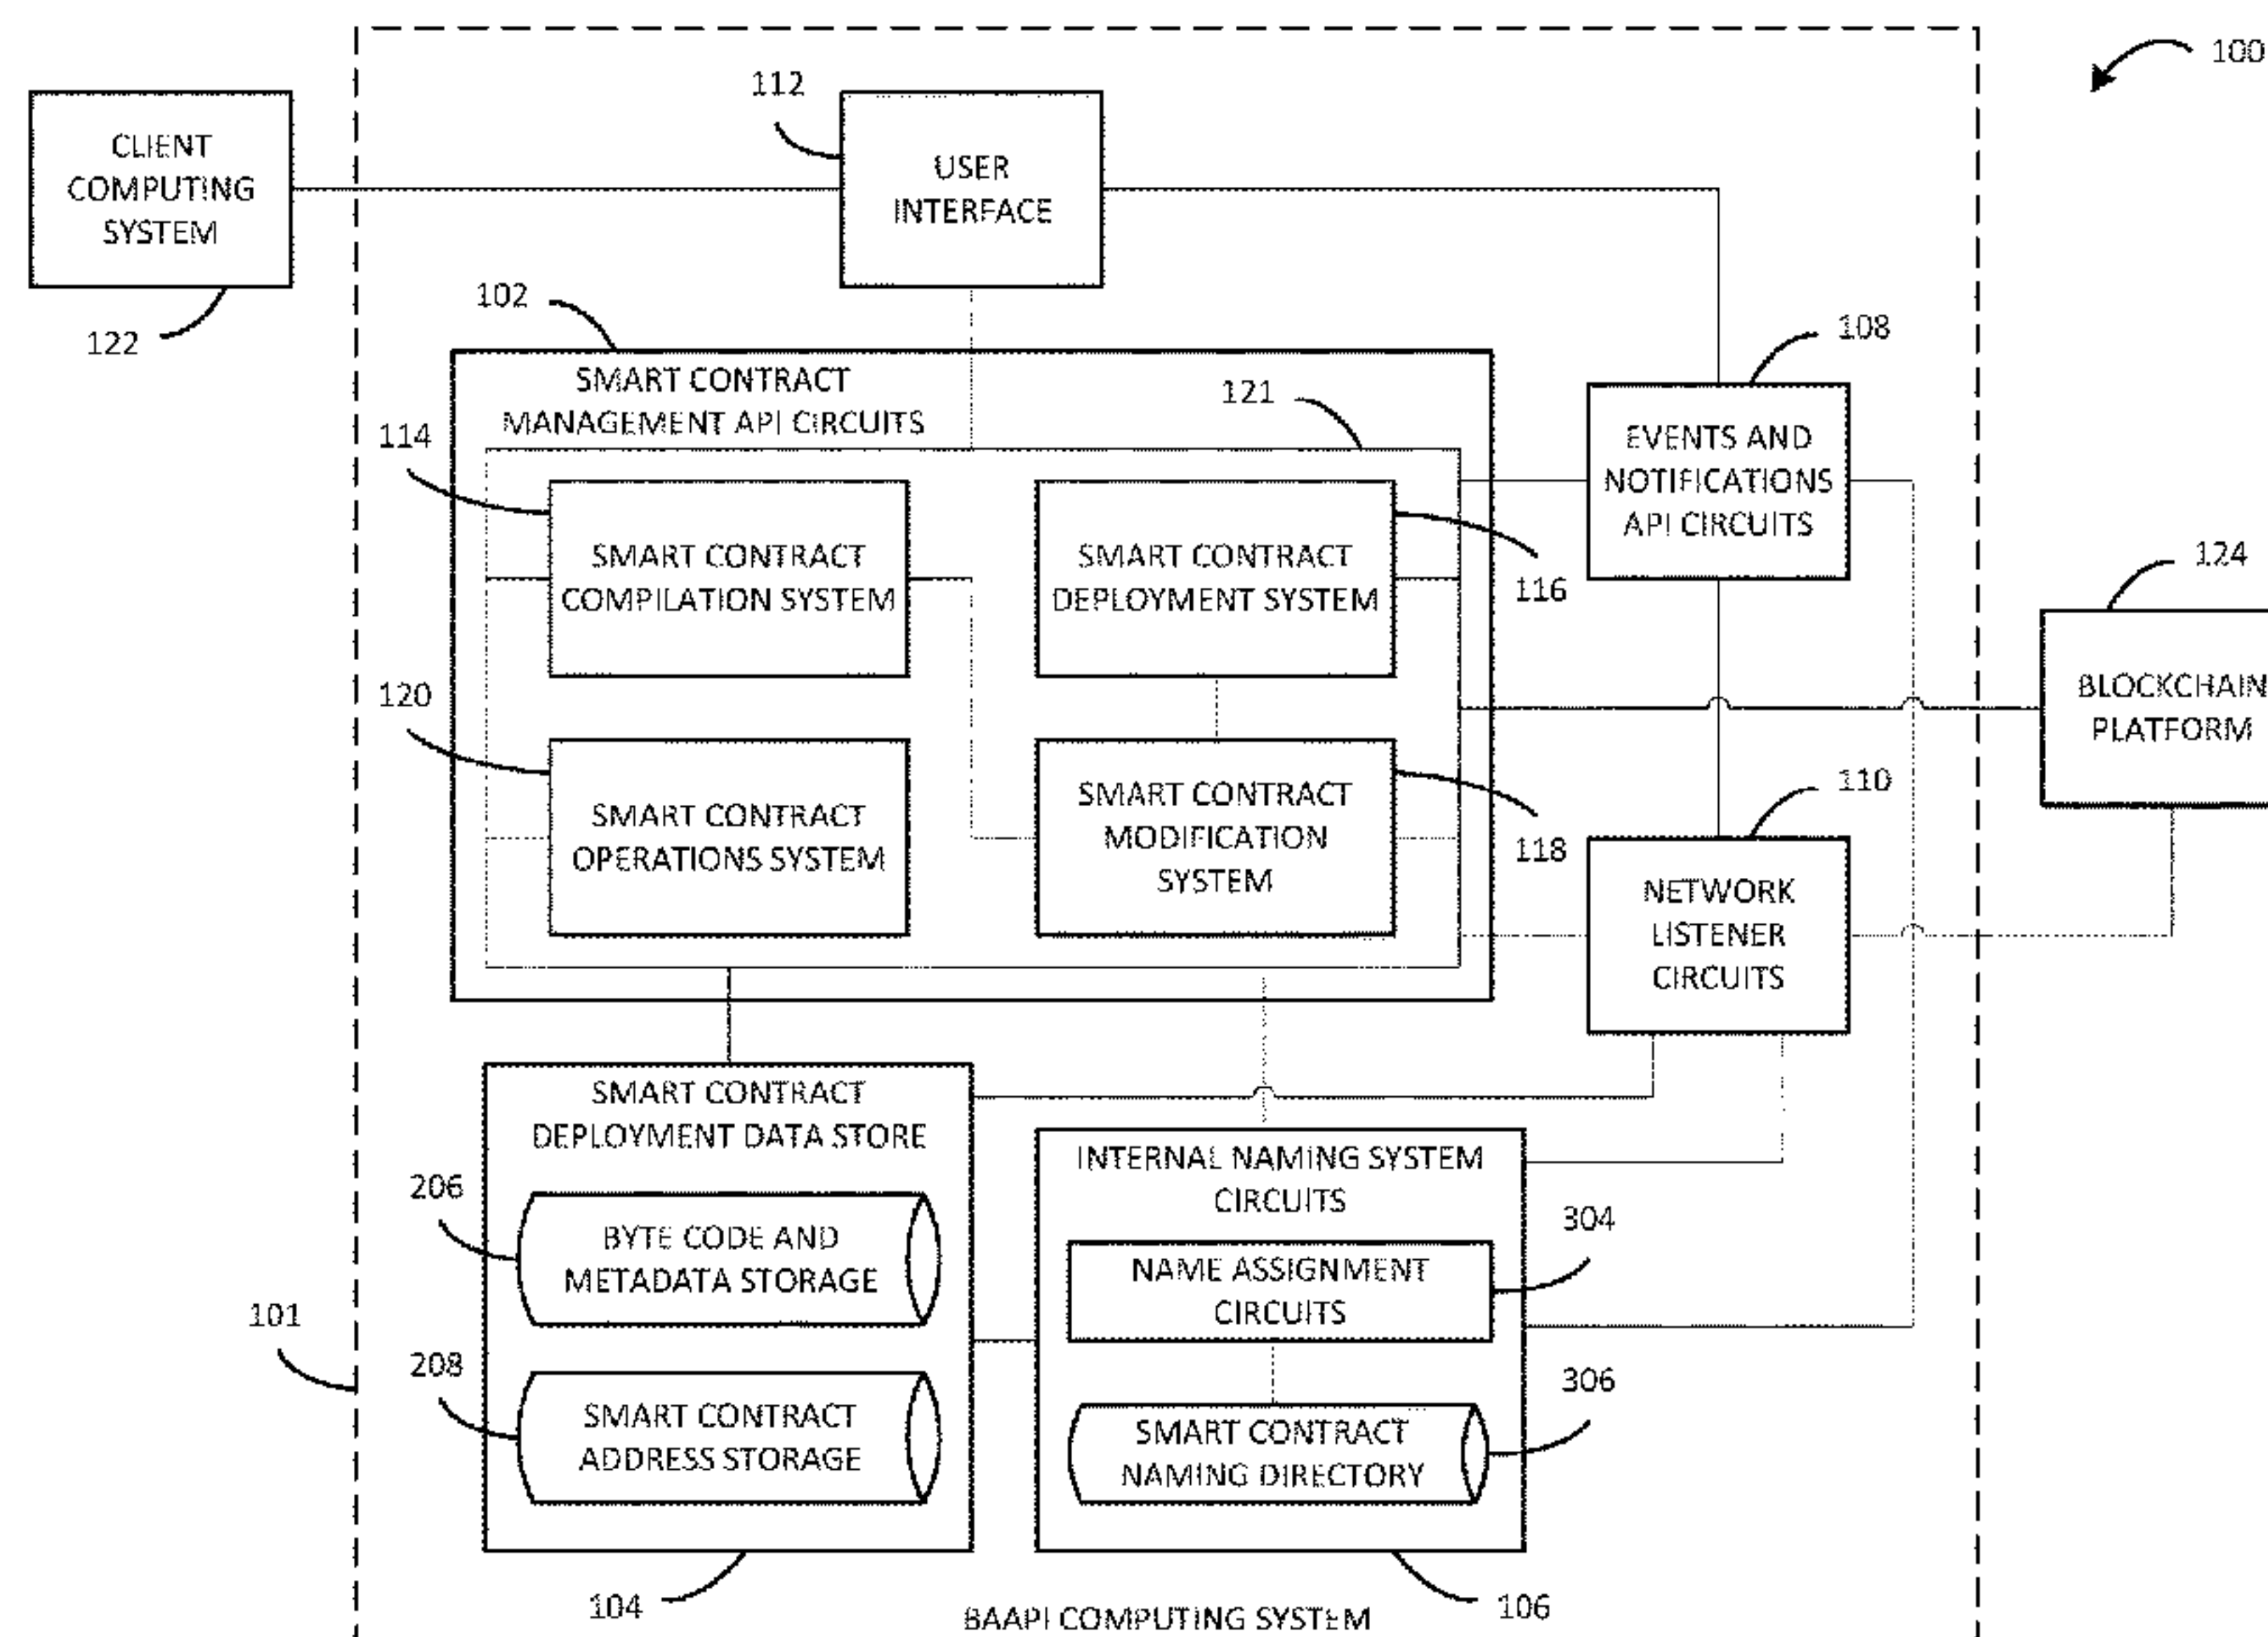 100
112
CLIENT
COMPUTING
SYSTEM
122
USER
INTERFACE
102
108
SMART CONTRACT
MANAGEMENT API CIRCUITS
121
114
EVENTS AND
NOTIFICATIONS
API CIRCUITS
SMART CONTRACT
COMPILATION SYSTEM
SMART CONTRACT
DEPLOYMENT SYSTEM
116
124
BLOCKCHAIN
PLATFORM
120
SMART CONTRACT
OPERATIONS SYSTEM
SMART CONTRACT
MODIFICATION
SYSTEM
118
110
NETWORK
LISTENER
CIRCUITS
SMART CONTRACT
DEPLOYMENT DATA STORE
206
BYTE CODE AND
METADATA STORAGE
208
SMART CONTRACT
ADDRESS STORAGE
INTERNAL NAMING SYSTEM
CIRCUITS
304
NAME ASSIGNMENT
CIRCUITS
306
SMART CONTRACT
NAMING DIRECTORY
101
104
106
BAAPI COMPUTING SYSTEM